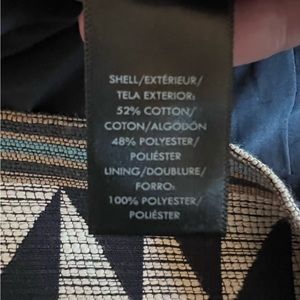 SHELL/EXTÉRIEUR/
TELA EXTERIOR:
52% COTTON/
COTON/ALGODÓN
48% POLYESTER/
POLIÉSTER
LINING/DOUBLURE/
FORRO:
100% POLYESTER/
POLIÉSTER